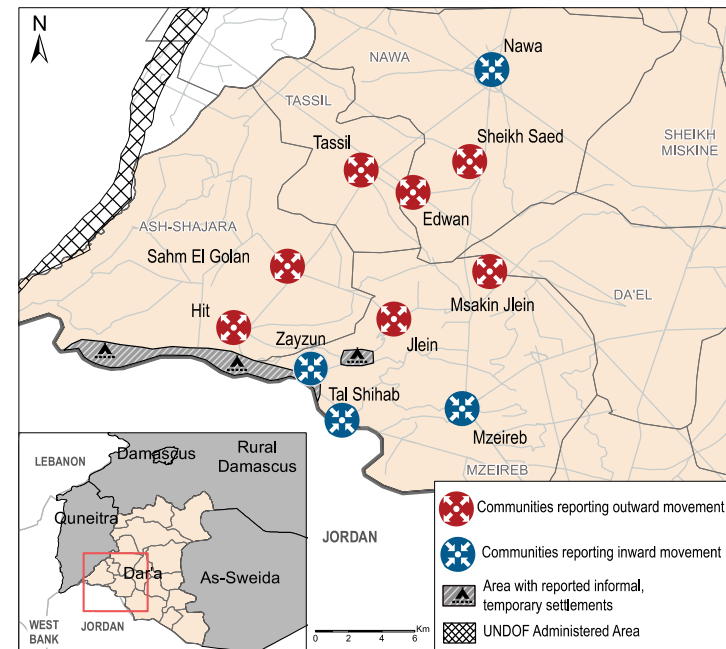 N
NAWA
Nawa
TASSIL
Tassil
Sheikh Saed
SHEIKH
MISKINE
Edwan
ASH-SHAJARA
Sahm El Golan
Msakin Jlein
DA'EL
Hit
Jlein
Zayzun
Tal Shihab
Mzeireb
MZEIREB
JORDAN
LEBANON
Damascus
Rural
Damascus
Quneitra
Dar'a
As-Sweida
WEST
BANK
JORDAN
0 2 4 6 Km
Communities reporting outward movement
Communities reporting inward movement
Area with reported informal,
temporary settlements
UNDOF Administered Area